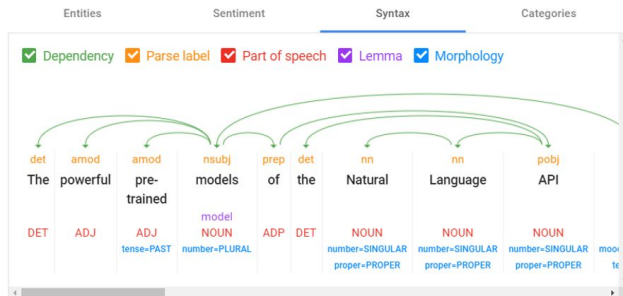 Entities Sentiment Syntax Categories
Dependency Parse label Part of speech Lemma Morphology
det amod amod nsubj prep det nn nn pobj
The powerful pre- models of the Natural Language API
trained
model
DET ADJ ADJ NOUN ADP DET NOUN NOUN NOUN
tense=PAST number=PLURAL number=SINGULAR number=SINGULAR number=SINGULAR
proper=PROPER proper=PROPER proper=PROPER